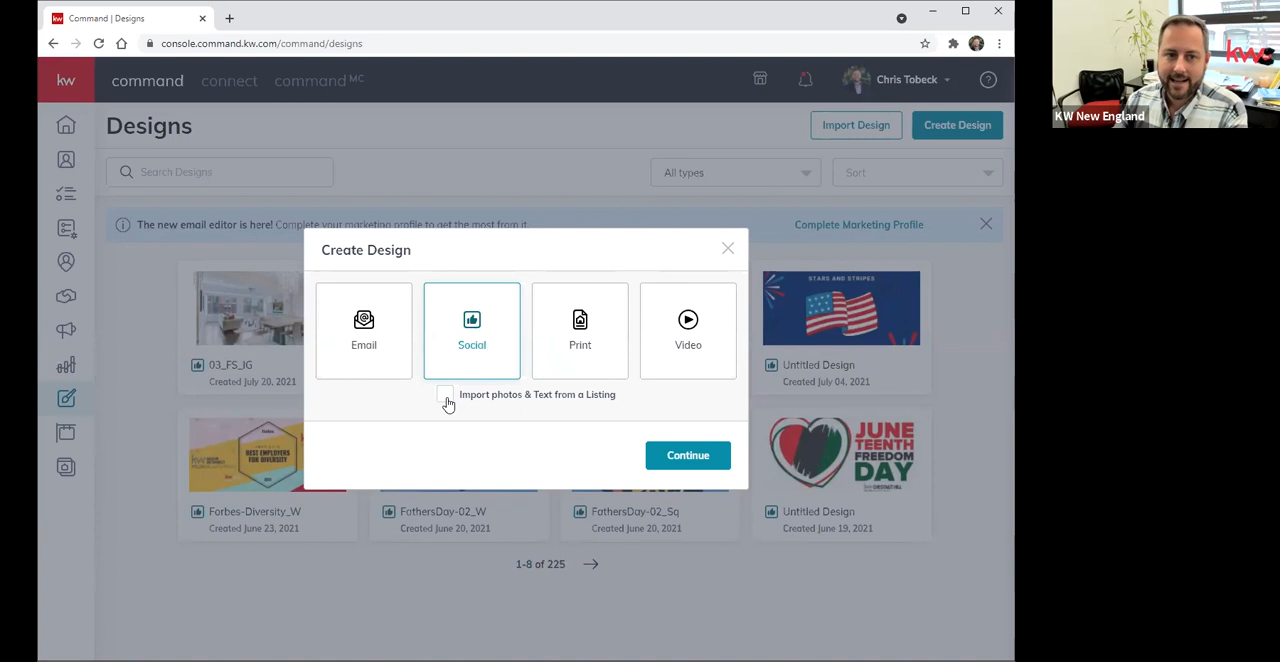 Command | Designs
console.command.kw.com/command/designs
kw
command
connect
command MC
Chris Tobeck
Designs
Import Design
Create Design
Search Designs
All types
Sort
The new email editor is here! Complete your marketing profile to get the most from it.
Complete Marketing Profile
Create Design
Email
Social
Print
Video
Import photos & Text from a Listing
Continue
STARS AND STRIPES
03_FS_IG
Created July 20, 2021
Untitled Design
Created July 04, 2021
BEST EMPLOYERS
FOR DIVERSITY
JUNE
TEENTH
FREEDOM
DAY
Forbes-Diversity_W
Created June 23, 2021
FathersDay-02_W
Created June 20, 2021
FathersDay-02_Sq
Created June 20, 2021
Untitled Design
Created June 19, 2021
1-8 of 225
kw
KW New England